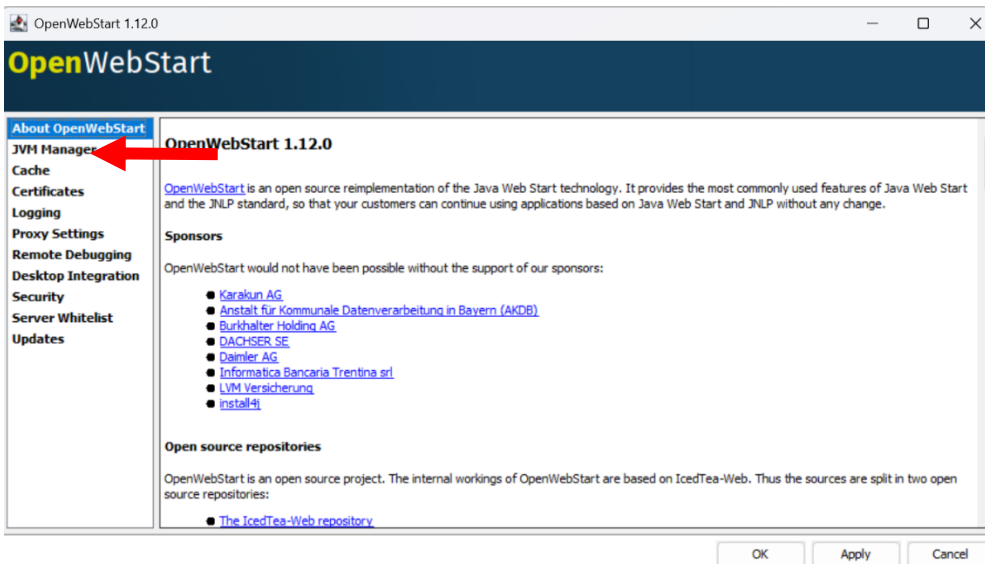 OpenWebStart 1.12.0
OpenWebStart
About OpenWebStart
JVM Manager
Cache
Certificates
Logging
Proxy Settings
Remote Debugging
Desktop Integration
Security
Server Whitelist
Updates
OpenWebStart 1.12.0
OpenWebStart is an open source reimplementation of the Java Web Start technology. It provides the most commonly used features of Java Web Start
and the JNLP standard, so that your customers can continue using applications based on Java Web Start and JNLP without any change.
Sponsors
OpenWebStart would not have been possible without the support of our sponsors:
Karakun AG
Anstalt für Kommunale Datenverarbeitung in Bayern (AKDB)
Burkhalter Holding AG
DACHSER SE
Daimler AG
Informatica Bancaria Trentina srl
LVM Versicherung
install4j
Open source repositories
OpenWebStart is an open source project. The internal workings of OpenWebStart are based on IcedTea-Web. Thus the sources are split in two open
source repositories:
The IcedTea-Web repository
OK
Apply
Cancel